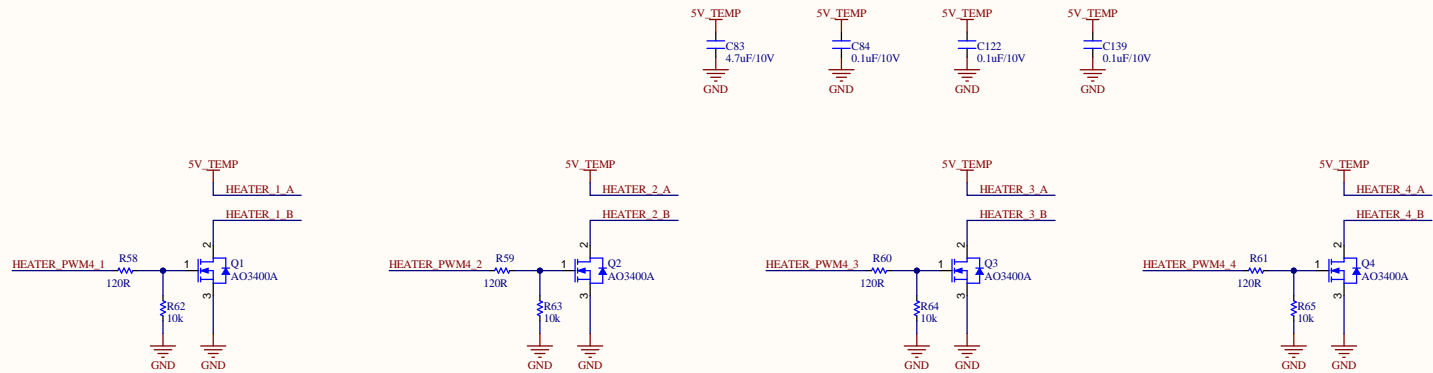 5V_TEMP
C83
4.7uF/10V
GND
5V_TEMP
C84
0.1uF/10V
GND
5V_TEMP
C122
0.1uF/10V
GND
5V_TEMP
C139
0.1uF/10V
GND
5V_TEMP
HEATER_1_A
HEATER_1_B
2
HEATER_PWM4_1
R58
120R
1
Q1
AO3400A
3
R62
10k
GND
GND
5V_TEMP
HEATER_2_A
HEATER_2_B
2
HEATER_PWM4_2
R59
120R
1
Q2
AO3400A
3
R63
10k
GND
GND
5V_TEMP
HEATER_3_A
HEATER_3_B
2
HEATER_PWM4_3
R60
120R
1
Q3
AO3400A
3
R64
10k
GND
GND
5V_TEMP
HEATER_4_A
HEATER_4_B
2
HEATER_PWM4_4
R61
120R
1
Q4
AO3400A
3
R65
10k
GND
GND